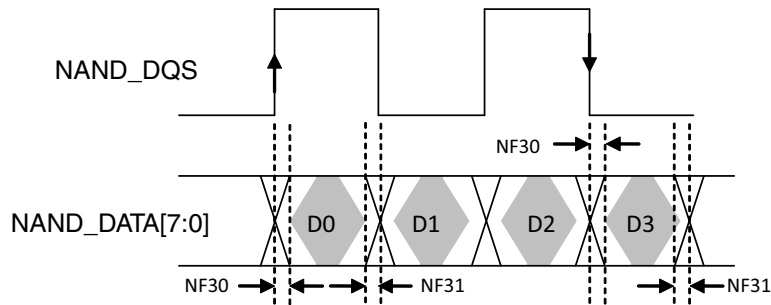 NAND_DQS
NF30
NAND_DATA[7:0]
D0
D1
D2
D3
NF30
NF31
NF31